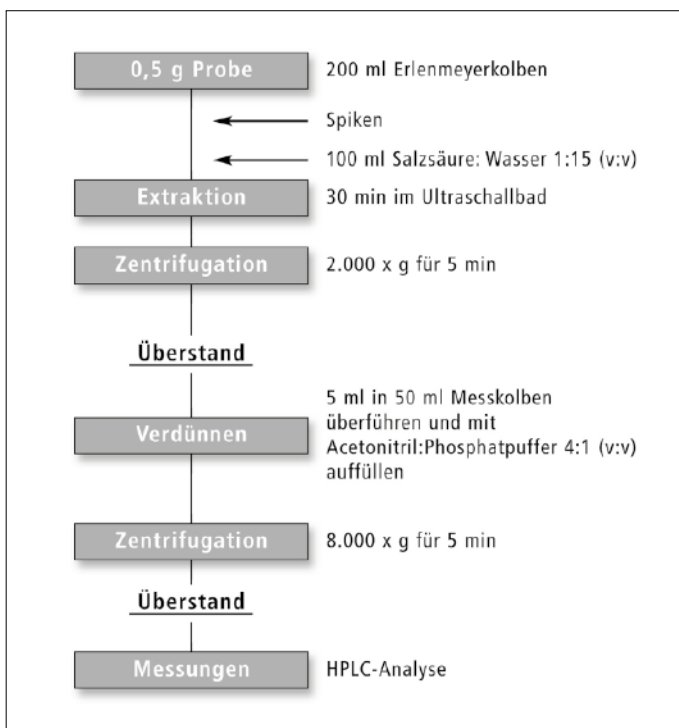 0,5 g Probe
200 ml Erlenmeyerkolben
Spiken
100 ml Salzsäure: Wasser 1:15 (v:v)
Extraktion
30 min im Ultraschallbad
Zentrifugation
2.000 x g für 5 min
Überstand
Verdünnen
5 ml in 50 ml Messkolben
überführen und mit
Acetonitril:Phosphatpuffer 4:1 (v:v)
auffüllen
Zentrifugation
8.000 x g für 5 min
Überstand
Messungen
HPLC-Analyse